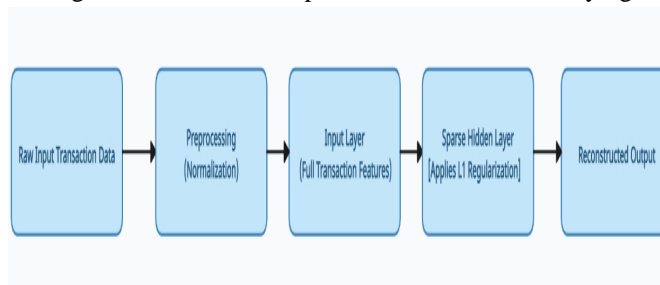 Raw Input Transaction Data
Preprocessing
(Normalization)
Input Layer
(Full Transaction Features)
Sparse Hidden Layer
[Applies L1 Regularization]
Reconstructed Output